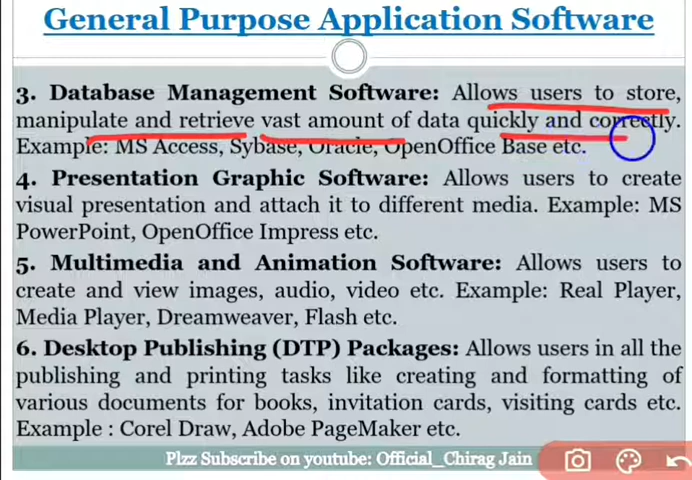 General Purpose Application Software
3. Database Management Software: Allows users to store,
manipulate and retrieve vast amount of data quickly and correctly.
Example: MS Access, Sybase, Oracle, OpenOffice Base etc.
4. Presentation Graphic Software: Allows users to create
visual presentation and attach it to different media. Example: MS
PowerPoint, OpenOffice Impress etc.
5. Multimedia and Animation Software: Allows users to
create and view images, audio, video etc. Example: Real Player,
Media Player, Dreamweaver, Flash etc.
6. Desktop Publishing (DTP) Packages: Allows users in all the
publishing and printing tasks like creating and formatting of
various documents for books, invitation cards, visiting cards etc.
Example : Corel Draw, Adobe PageMaker etc.
Plzz Subscribe on youtube: Official_Chirag Jain